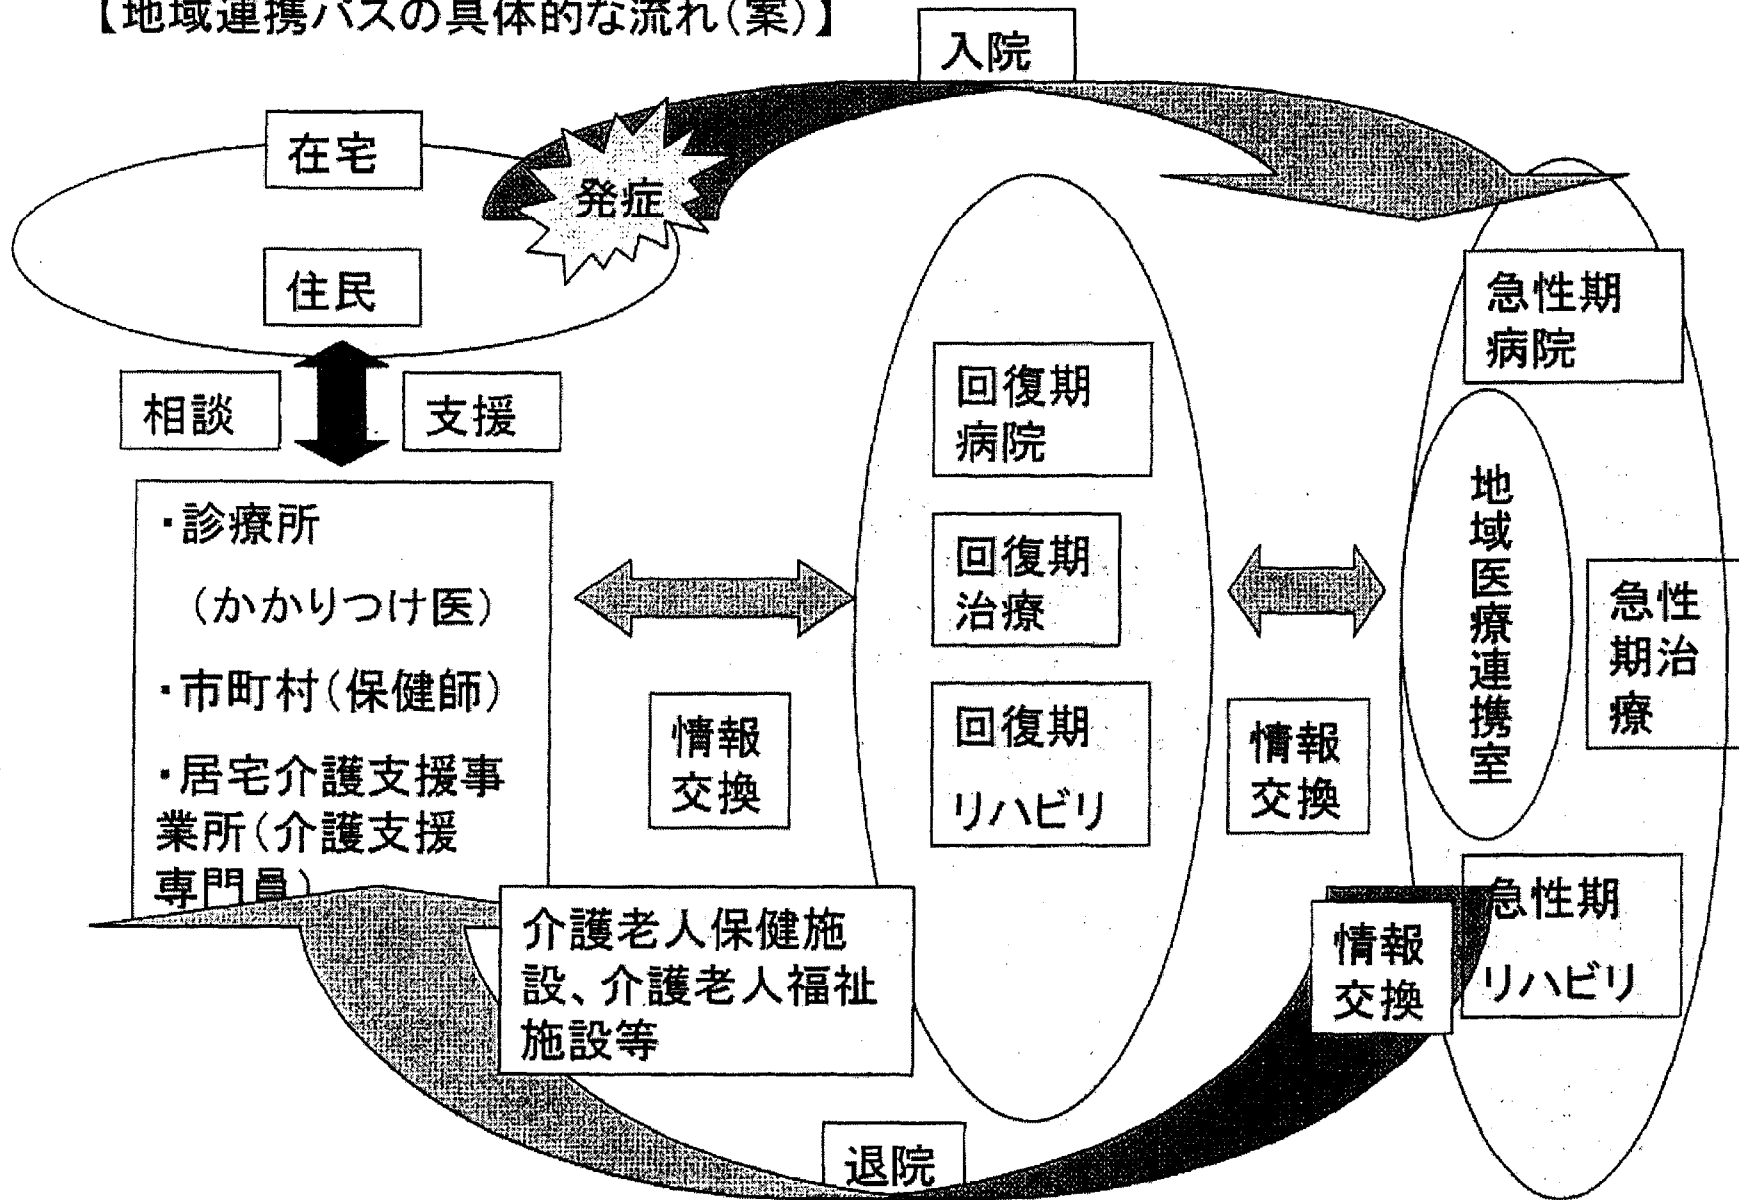 【地域連携パスの具体的な流れ(案)】
入院
在宅
発症
住民
急性期
病院
相談
支援
回復期
病院
・診療所
(かかりつけ医)
・市町村(保健師)
・居宅介護支援事
業所(介護支援
専門員)
回復期
治療
地域医療連携室
急性
期治
療
情報
交換
回復期
リハビリ
情報
交換
介護老人保健施
設、介護老人福祉
施設等
情報
交換
急性期
リハビリ
退院